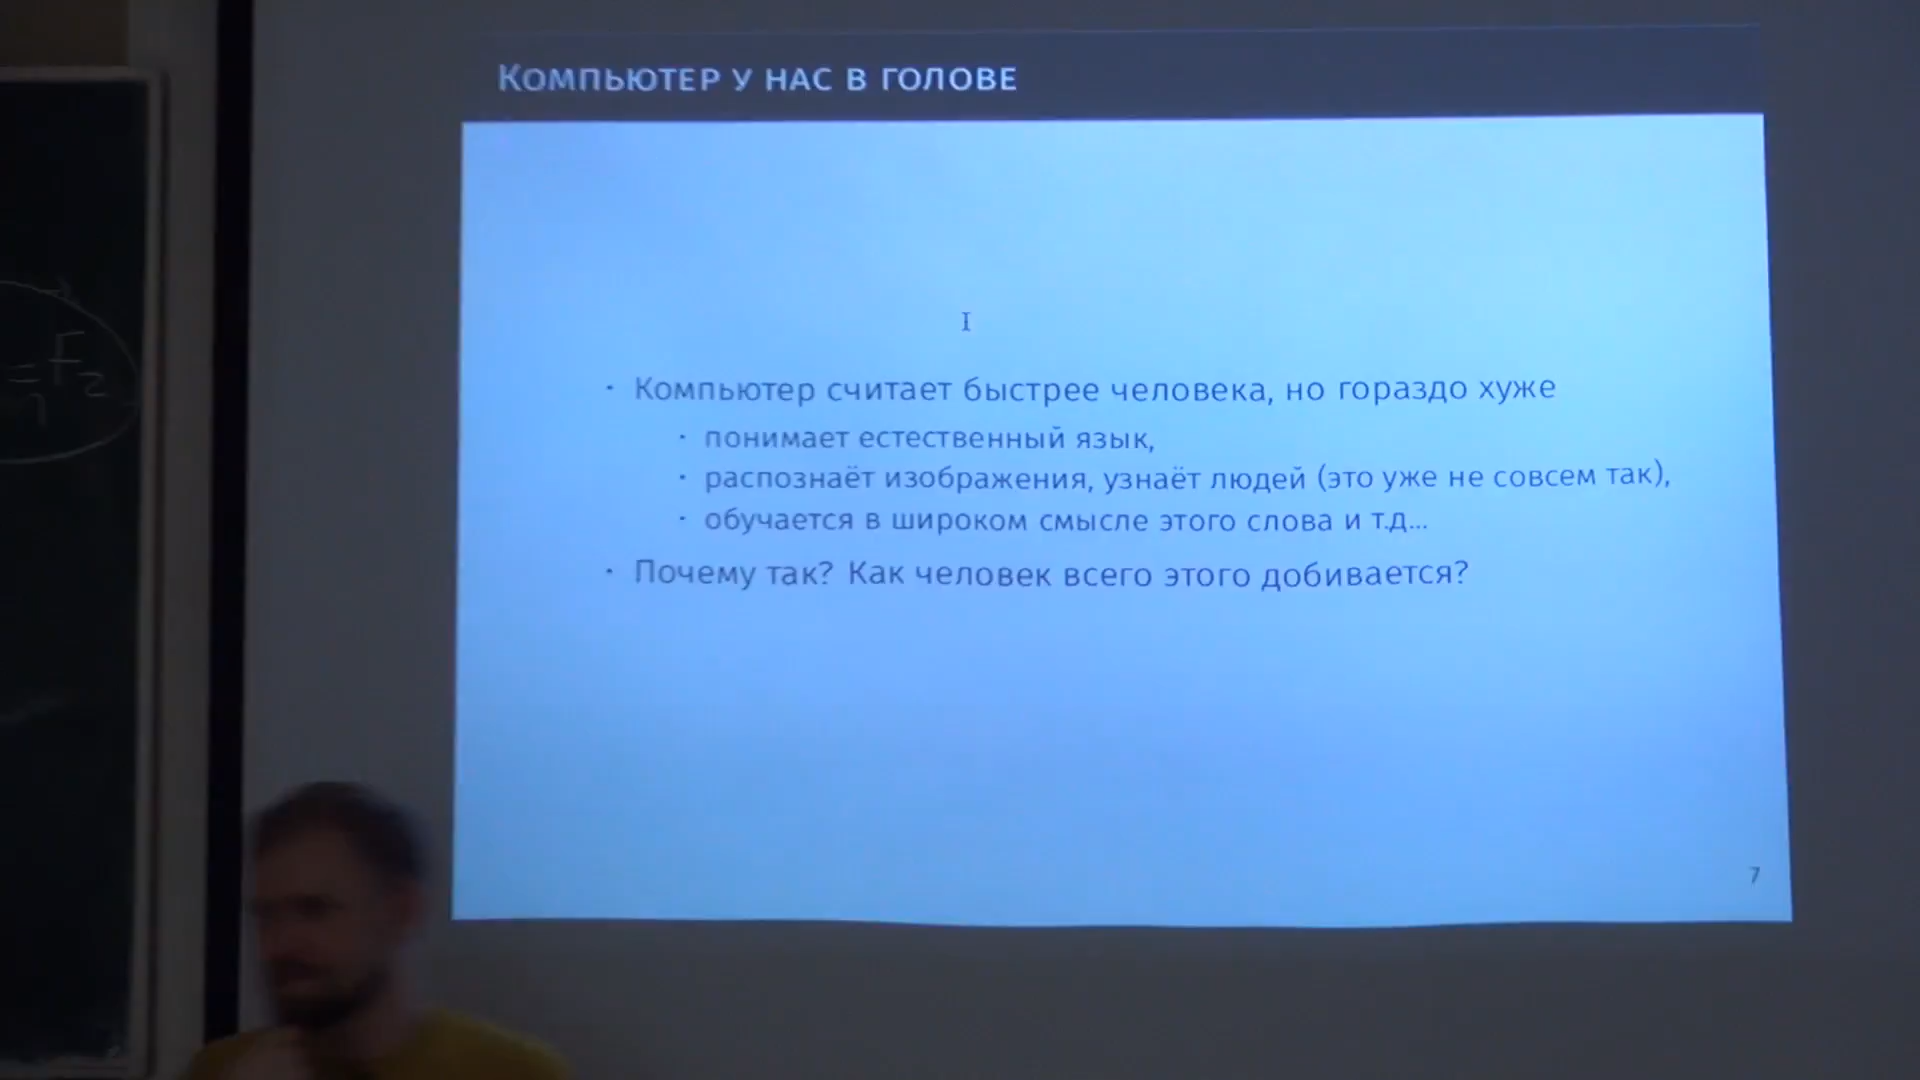 Компьютер у нас в голове
· Компьютер считает быстрее человека, но гораздо хуже
· понимает естественный язык,
· распознаёт изображения, узнаёт людей (это уже не совсем так),
· обучается в широком смысле этого слова и т.д...
· Почему так? Как человек всего этого добивается?
7
= F2